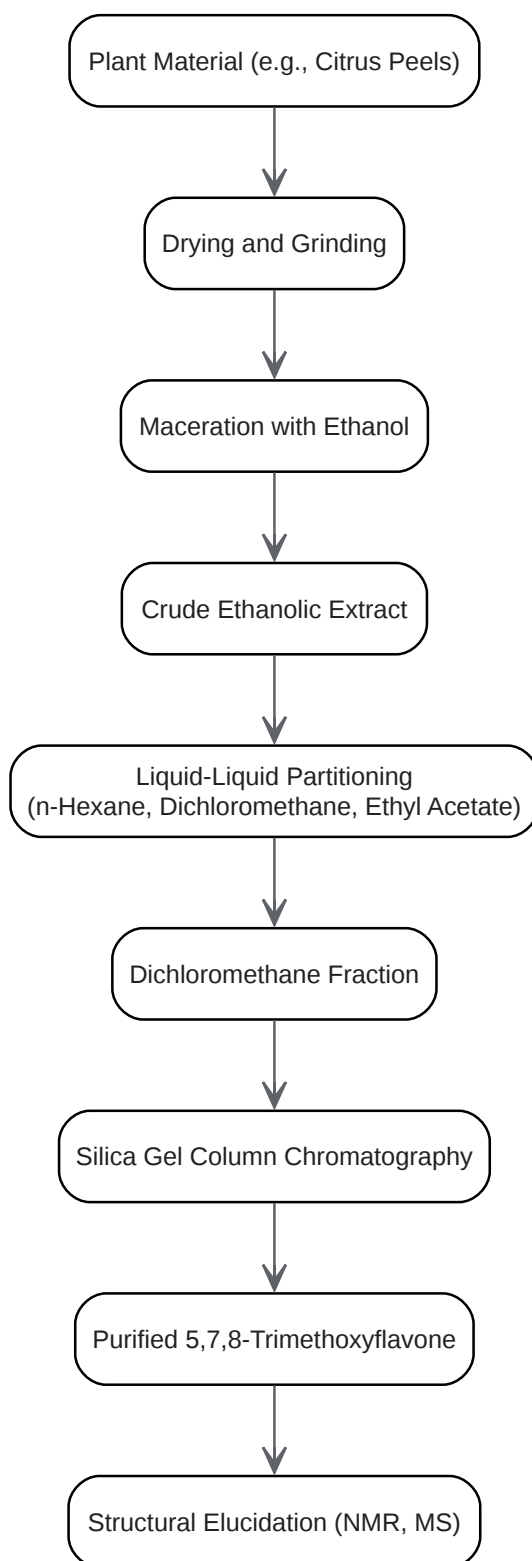 Plant Material (e.g., Citrus Peels)
Drying and Grinding
Maceration with Ethanol
Crude Ethanolic Extract
Liquid-Liquid Partitioning
(n-Hexane, Dichloromethane, Ethyl Acetate)
Dichloromethane Fraction
Silica Gel Column Chromatography
Purified 5,7,8-Trimethoxyflavone
Structural Elucidation (NMR, MS)